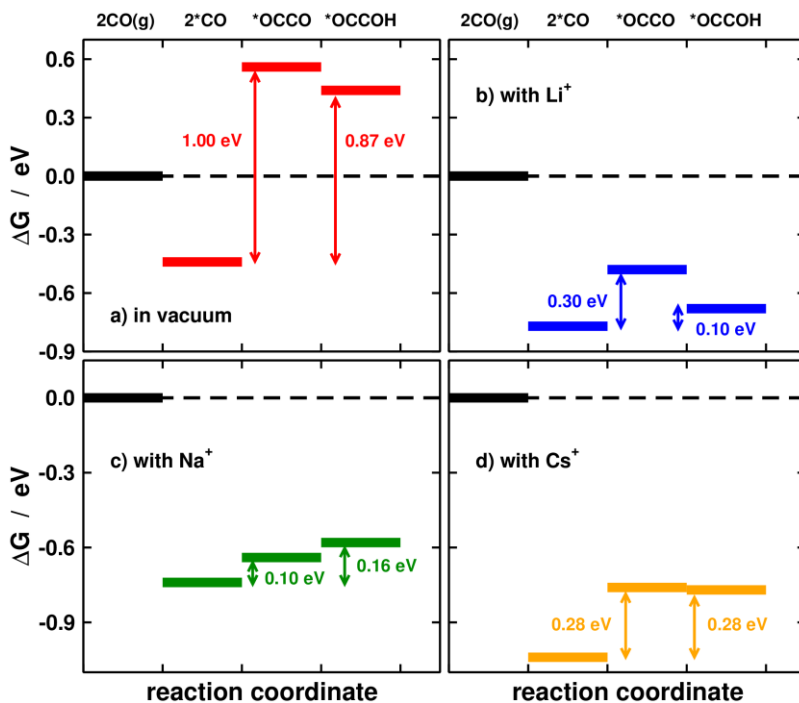 2CO(g) 2*CO *OCCO *OCCOH 2CO(g) 2*CO *OCCO *OCCOH
0.6
b) with Li⁺
0.3
1.00 eV 0.87 eV
0.0
ΔG / eV
-0.3
0.30 eV
-0.6
a) in vacuum
0.10 eV
-0.9
0.0
c) with Na⁺ d) with Cs⁺
-0.3
ΔG / eV
-0.6
0.10 eV 0.16 eV
0.28 eV 0.28 eV
-0.9
reaction coordinate reaction coordinate